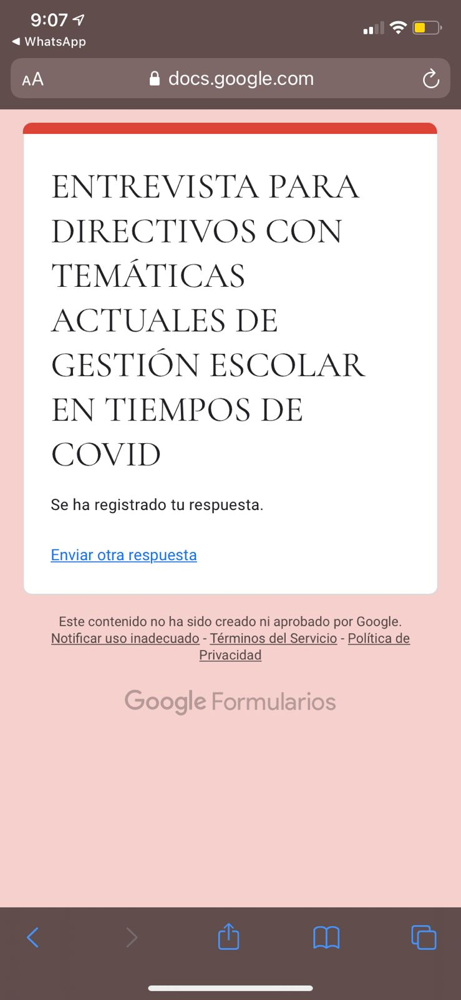 9:07
WhatsApp
AA docs.google.com
ENTREVISTA PARA
DIRECTIVOS CON
TEMÁTICAS
ACTUALES DE
GESTIÓN ESCOLAR
EN TIEMPOS DE
COVID
Se ha registrado tu respuesta.
Enviar otra respuesta
Este contenido no ha sido creado ni aprobado por Google.
Notificar uso inadecuado - Términos del Servicio - Política de
Privacidad
Google Formularios